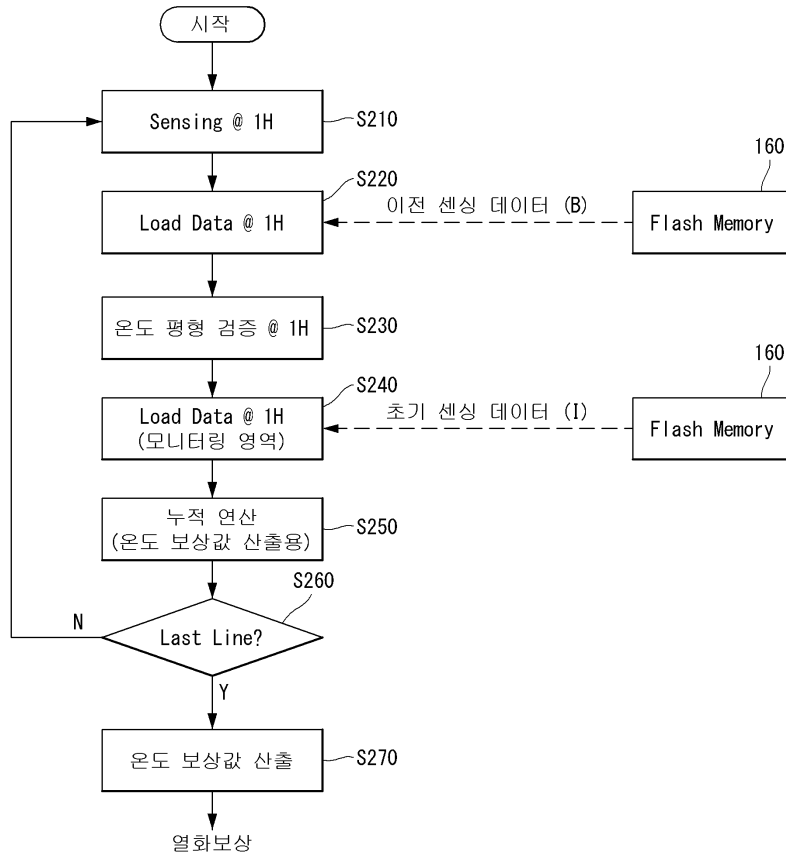 시작
Sensing @ 1H
S210
S220
Load Data @ 1H
이전 센싱 데이터 (B)
160
Flash Memory
온도 평형 검증 @ 1H
S230
S240
Load Data @ 1H
(모니터링 영역)
초기 센싱 데이터 (I)
160
Flash Memory
누적 연산
(온도 보상값 산출용)
S250
S260
N
Last Line?
Y
온도 보상값 산출
S270
열화보상